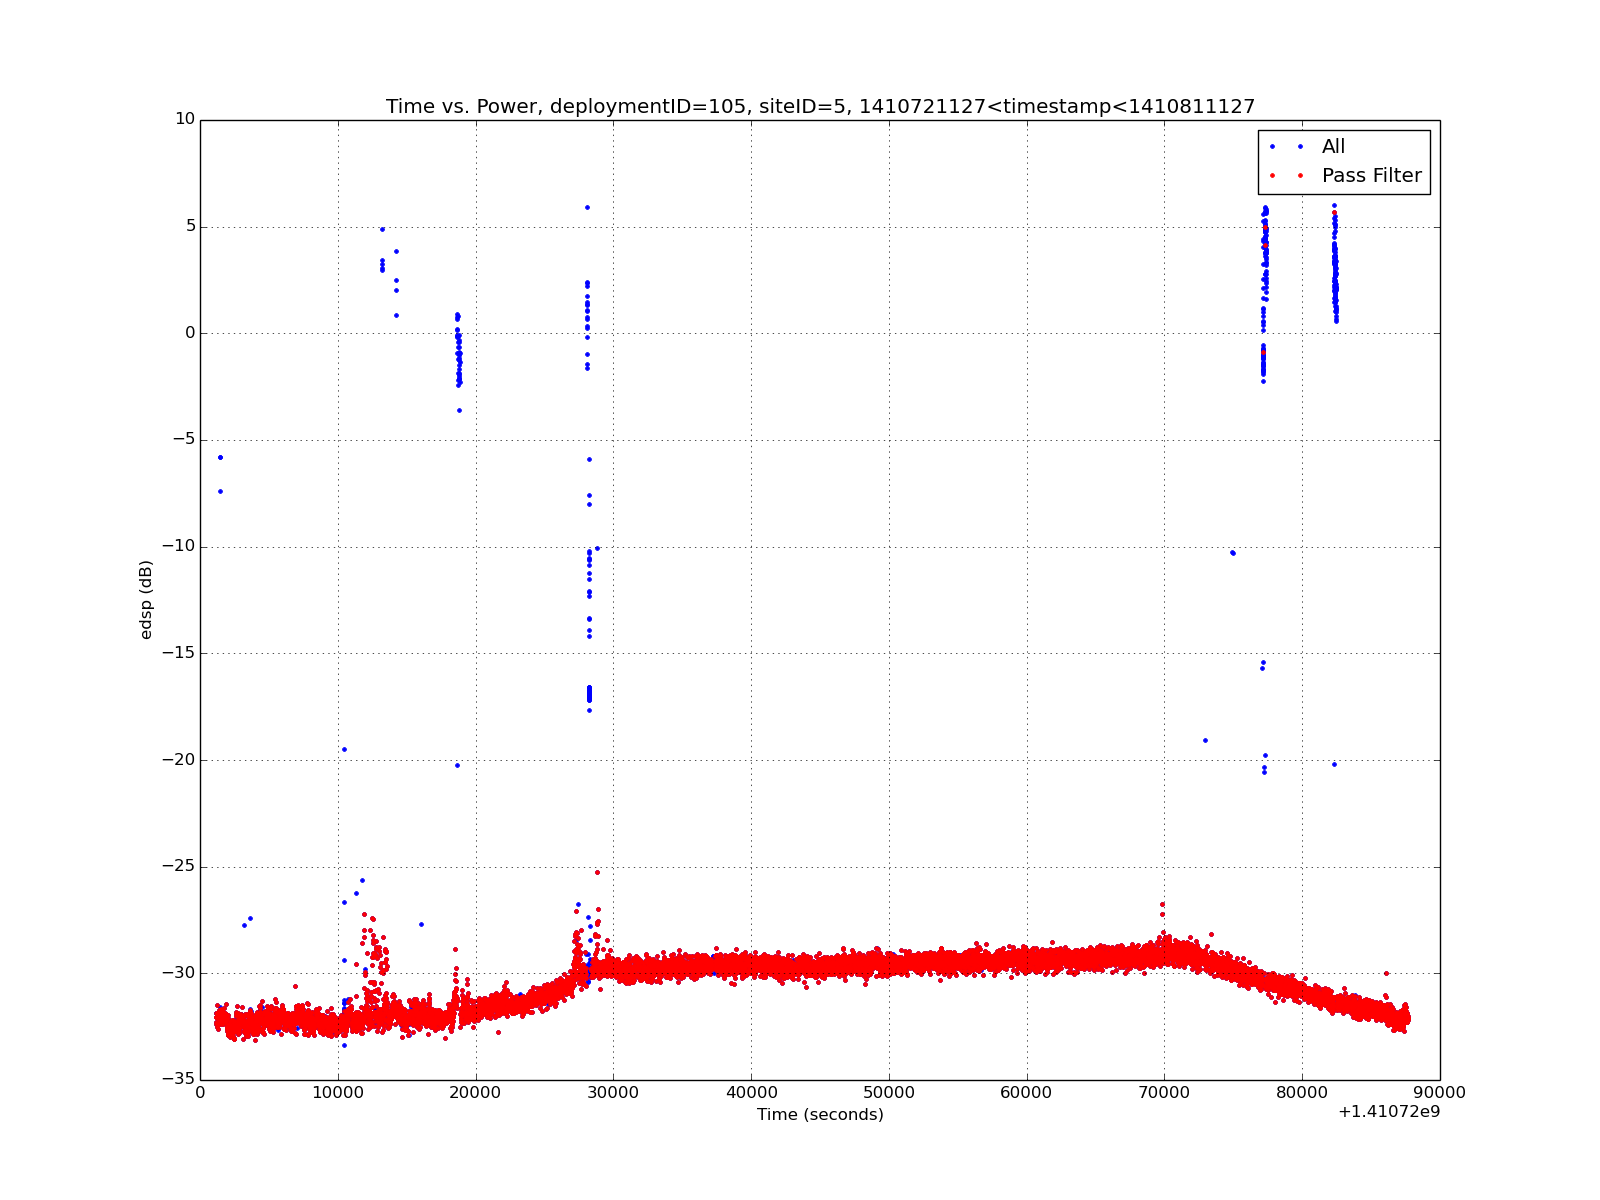 Time vs. Power, deploymentID=105, siteID=5, 1410721127<timestamp<1410811127
All
Pass Filter
10
5
0
−5
−10
−15
−20
−25
−30
−35
edsp (dB)
0 10000 20000 30000 40000 50000 60000 70000 80000 90000
Time (seconds)
+1.41072e9